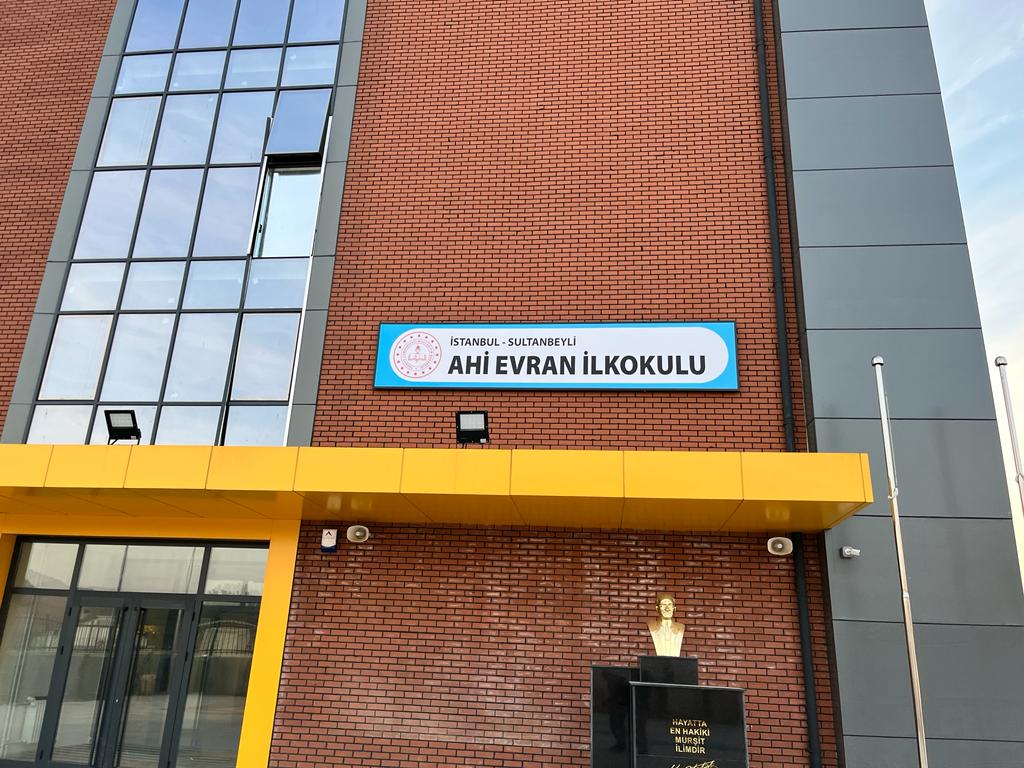 İSTANBUL - SULTANBEYLİ
AHİ EVRAN İLKOKULU
HAYATTA
EN HAKİKİ
MÜRŞİT
İLİMDİR